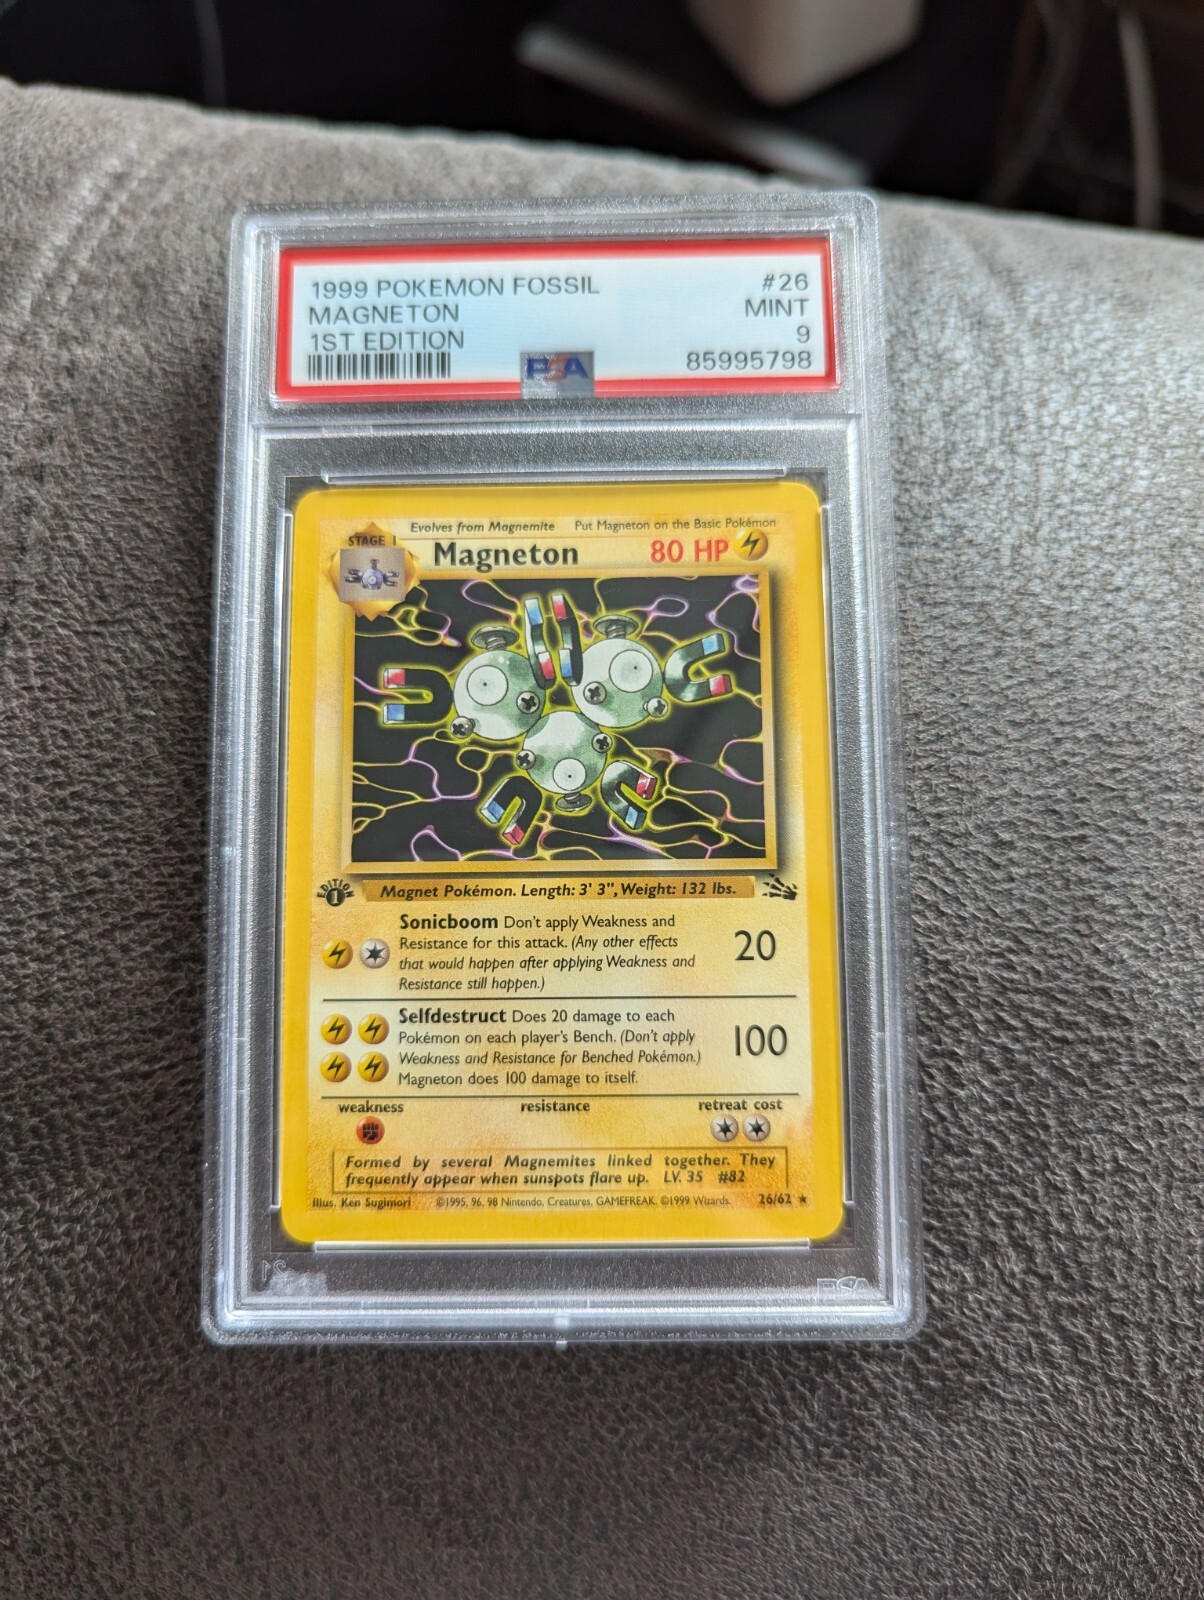 1999 POKEMON FOSSIL #26
MAGNETON MINT
1ST EDITION 9
PSA 85995798
Evolves from Magnemite Put Magneton on the Basic Pokémon
STAGE 1
Magneton 80 HP
EDITION
1
Magnet Pokémon. Length: 3' 3", Weight: 132 lbs.
Sonicboom Don't apply Weakness and
Resistance for this attack. (Any other effects
that would happen after applying Weakness and
Resistance still happen.)
20
Selfdestruct Does 20 damage to each
Pokémon on each player's Bench. (Don't apply
Weakness and Resistance for Benched Pokémon.)
Magneton does 100 damage to itself.
100
weakness resistance retreat cost
Formed by several Magnemites linked together. They
frequently appear when sunspots flare up. LV. 35 #82
Illus. Ken Sugimori ©1995, 96, 98 Nintendo, Creatures, GAMEFREAK. ©1999 Wizards. 26/62 ★
PSA